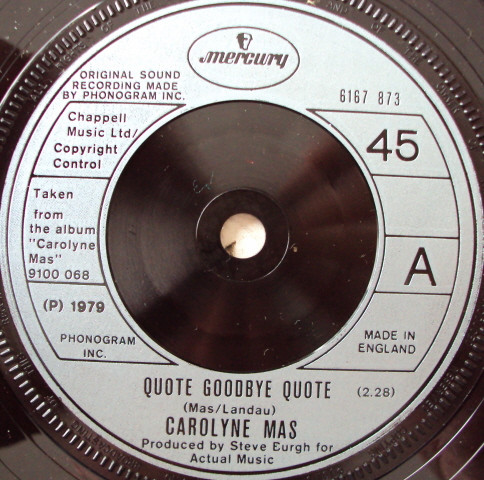 mercury
ORIGINAL SOUND
RECORDING MADE
BY PHONOGRAM INC.
6167 873
Chappell
Music Ltd/
Copyright
Control
45
Taken
from
the album
"Carolyne
Mas"
9100 068
A
(P) 1979
PHONOGRAM
INC.
MADE IN
ENGLAND
QUOTE GOODBYE QUOTE (2.28)
(Mas/Landau)
CAROLYNE MAS
Produced by Steve Eurgh for
Actual Music